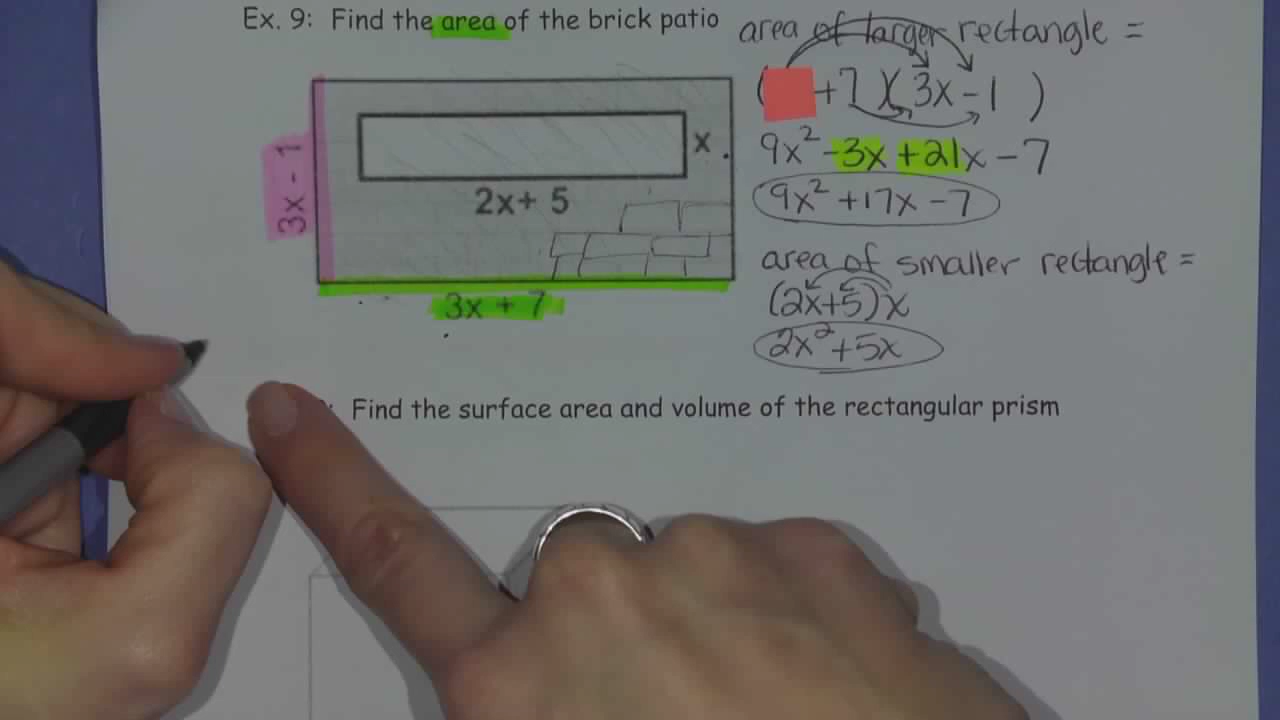 Ex. 9: Find the area of the brick patio
area of larger rectangle =
( +7)(3x-1)
3x - 1
x
2x+ 5
3x + 7
9x² -3x +21x -7
9x² +17x -7
area of smaller rectangle =
(2x+5)x
2x² +5x
: Find the surface area and volume of the rectangular prism